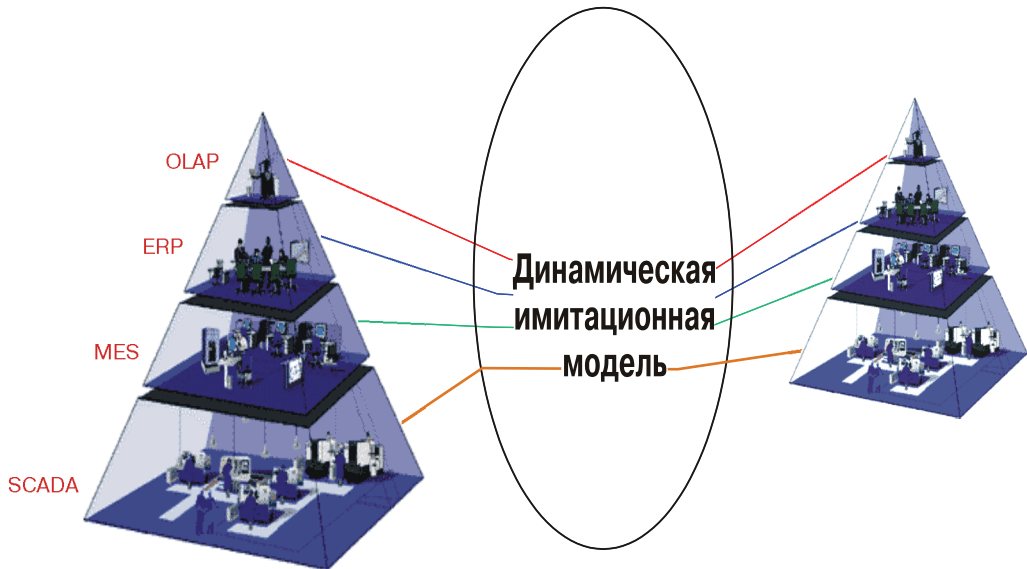 OLAP
ERP
MES
SCADA
Динамическая
имитационная
модель